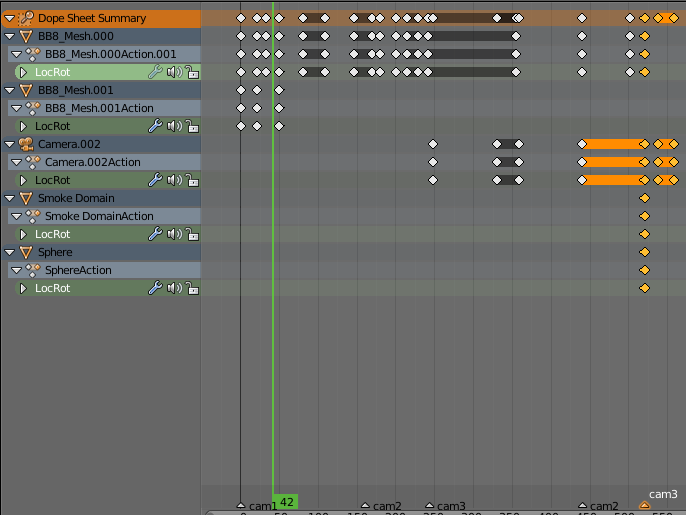 Dope Sheet Summary
BB8_Mesh.000
BB8_Mesh.000Action.001
LocRot
BB8_Mesh.001
BB8_Mesh.001Action
LocRot
Camera.002
Camera.002Action
LocRot
Smoke Domain
Smoke DomainAction
LocRot
Sphere
SphereAction
LocRot
cam3
42
cam1 cam2 cam3 cam2